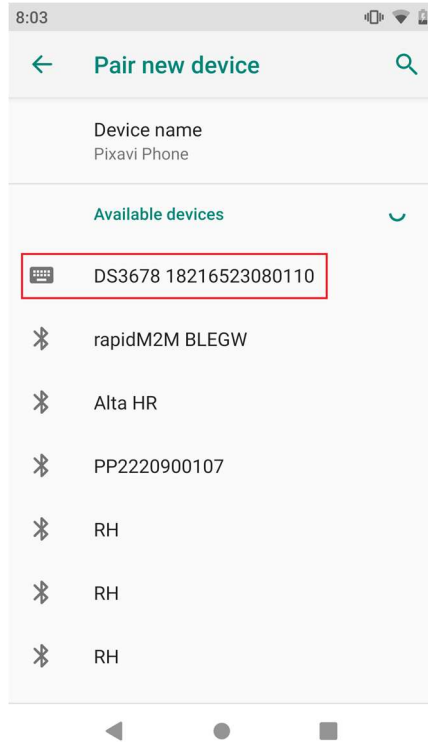 8:03
Pair new device
Device name
Pixavi Phone
Available devices
DS3678 18216523080110
rapidM2M BLEGW
Alta HR
PP2220900107
RH
RH
RH